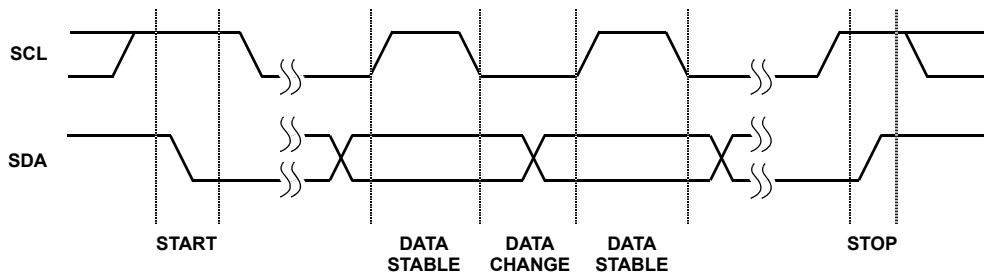 SCL
SDA
START
DATA
STABLE
DATA
CHANGE
DATA
STABLE
STOP